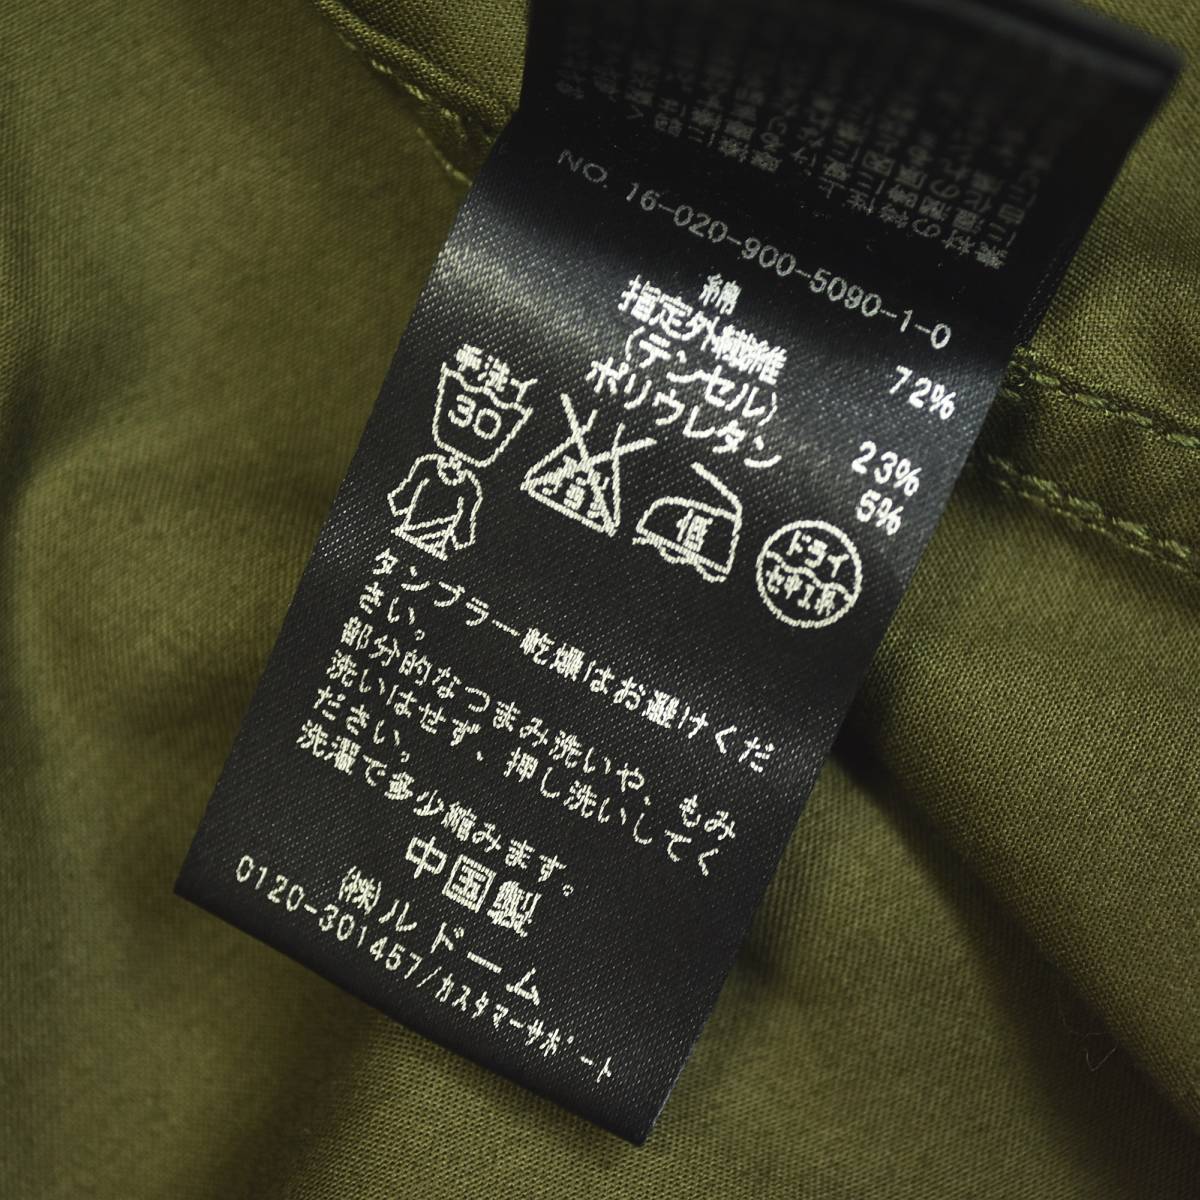 NO. 16-020-900-5090-1-0
綿 72%
指定外繊維
(テンセル) 23%
ポリウレタン 5%
手洗イ
30
低
ドライ
セキユ系
タンブラー乾燥はお避けくだ
さい。
部分的なつまみ洗いや、もみ
洗いはせず、押し洗いしてく
ださい。
洗濯で多少縮みます。
中国製
(株)ルドーム
0120-301457/カスタマーサポート